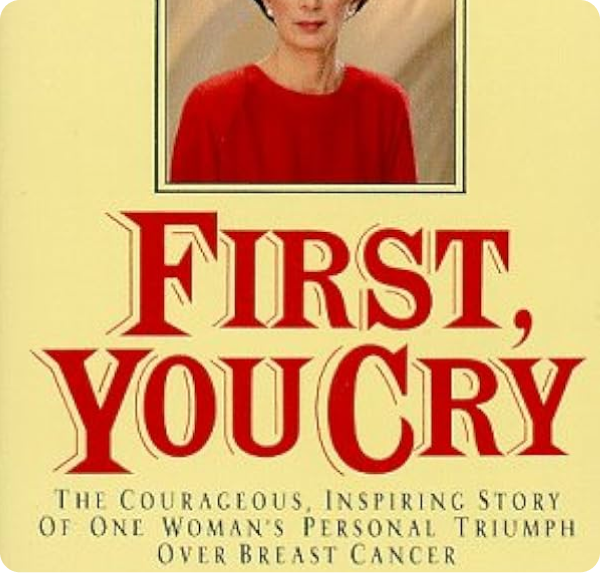 FIRST,
YOU CRY
THE COURAGEOUS, INSPIRING STORY
OF ONE WOMAN'S PERSONAL TRIUMPH
OVER BREAST CANCER